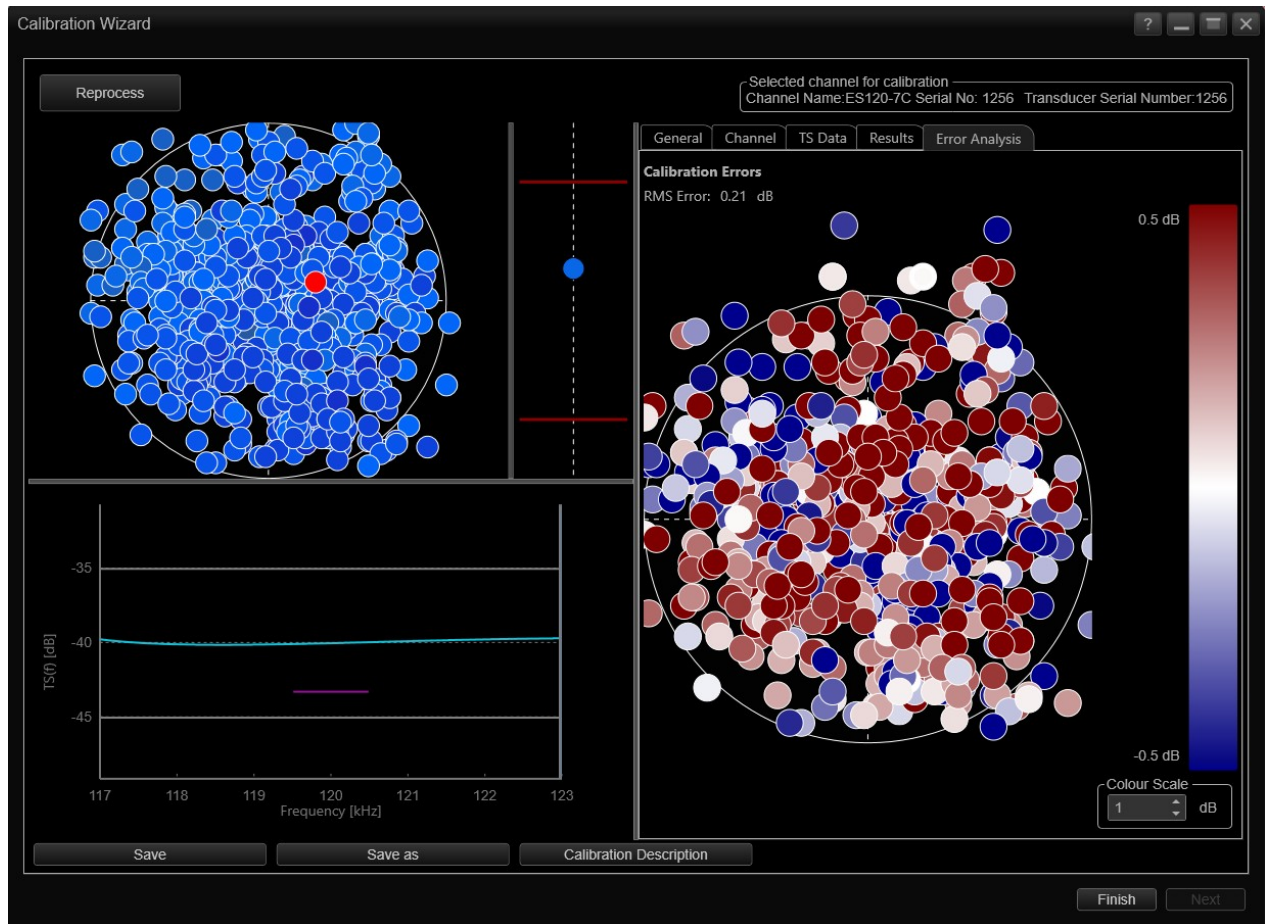 Calibration Wizard
?
Reprocess
Selected channel for calibration
Channel Name:ES120-7C Serial No: 1256 Transducer Serial Number:1256
General Channel TS Data Results Error Analysis
Calibration Errors
RMS Error: 0.21 dB
0.5 dB
-0.5 dB
Colour Scale
1 dB
-35
-40
-45
TS(f) [dB]
117 118 119 120 121 122 123
Frequency [kHz]
Save Save as Calibration Description
Finish Next